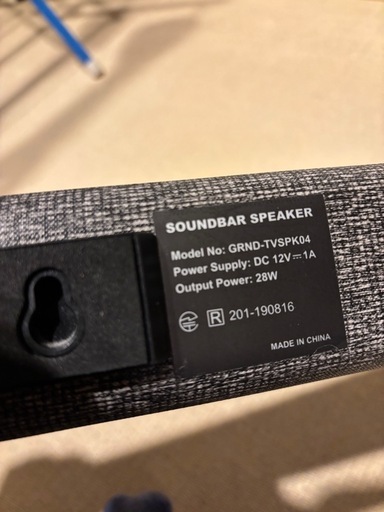 SOUNDBAR SPEAKER
Model No: GRND-TVSPK04
Power Supply: DC 12V⎓1A
Output Power: 28W
R 201-190816
MADE IN CHINA